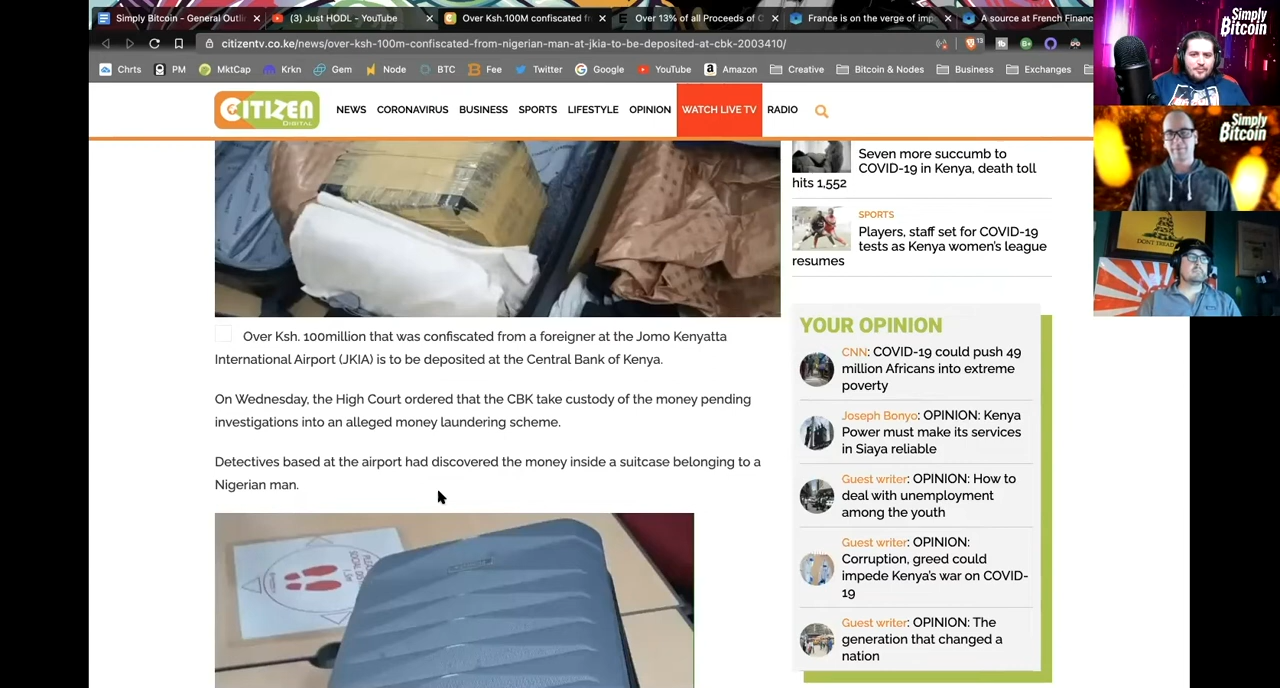 Simply Bitcoin - General Outli
(3) Just HODL - YouTube
Over Ksh.100M confiscated f
Over 13% of all Proceeds of C
France is on the verge of imp
A source at French Financ
citizentv.co.ke/news/over-ksh-100m-confiscated-from-nigerian-man-at-jkia-to-be-deposited-at-cbk-2003410/
Chrts PM MktCap Krkn Gem Node BTC Fee Twitter Google YouTube Amazon Creative Bitcoin & Nodes Business Exchanges
Simply
Bitcoin
Simply
Bitcoin
DONT TREAD
CITIZEN
DIGITAL
NEWS CORONAVIRUS BUSINESS SPORTS LIFESTYLE OPINION WATCH LIVE TV RADIO
Over Ksh. 100million that was confiscated from a foreigner at the Jomo Kenyatta
International Airport (JKIA) is to be deposited at the Central Bank of Kenya.
On Wednesday, the High Court ordered that the CBK take custody of the money pending
investigations into an alleged money laundering scheme.
Detectives based at the airport had discovered the money inside a suitcase belonging to a
Nigerian man.
Seven more succumb to
COVID-19 in Kenya, death toll
hits 1,552
SPORTS
Players, staff set for COVID-19
tests as Kenya women's league
resumes
YOUR OPINION
CNN: COVID-19 could push 49
million Africans into extreme
poverty
Joseph Bonyo: OPINION: Kenya
Power must make its services
in Siaya reliable
Guest writer: OPINION: How to
deal with unemployment
among the youth
Guest writer: OPINION:
Corruption, greed could
impede Kenya's war on COVID-
19
Guest writer: OPINION: The
generation that changed a
nation